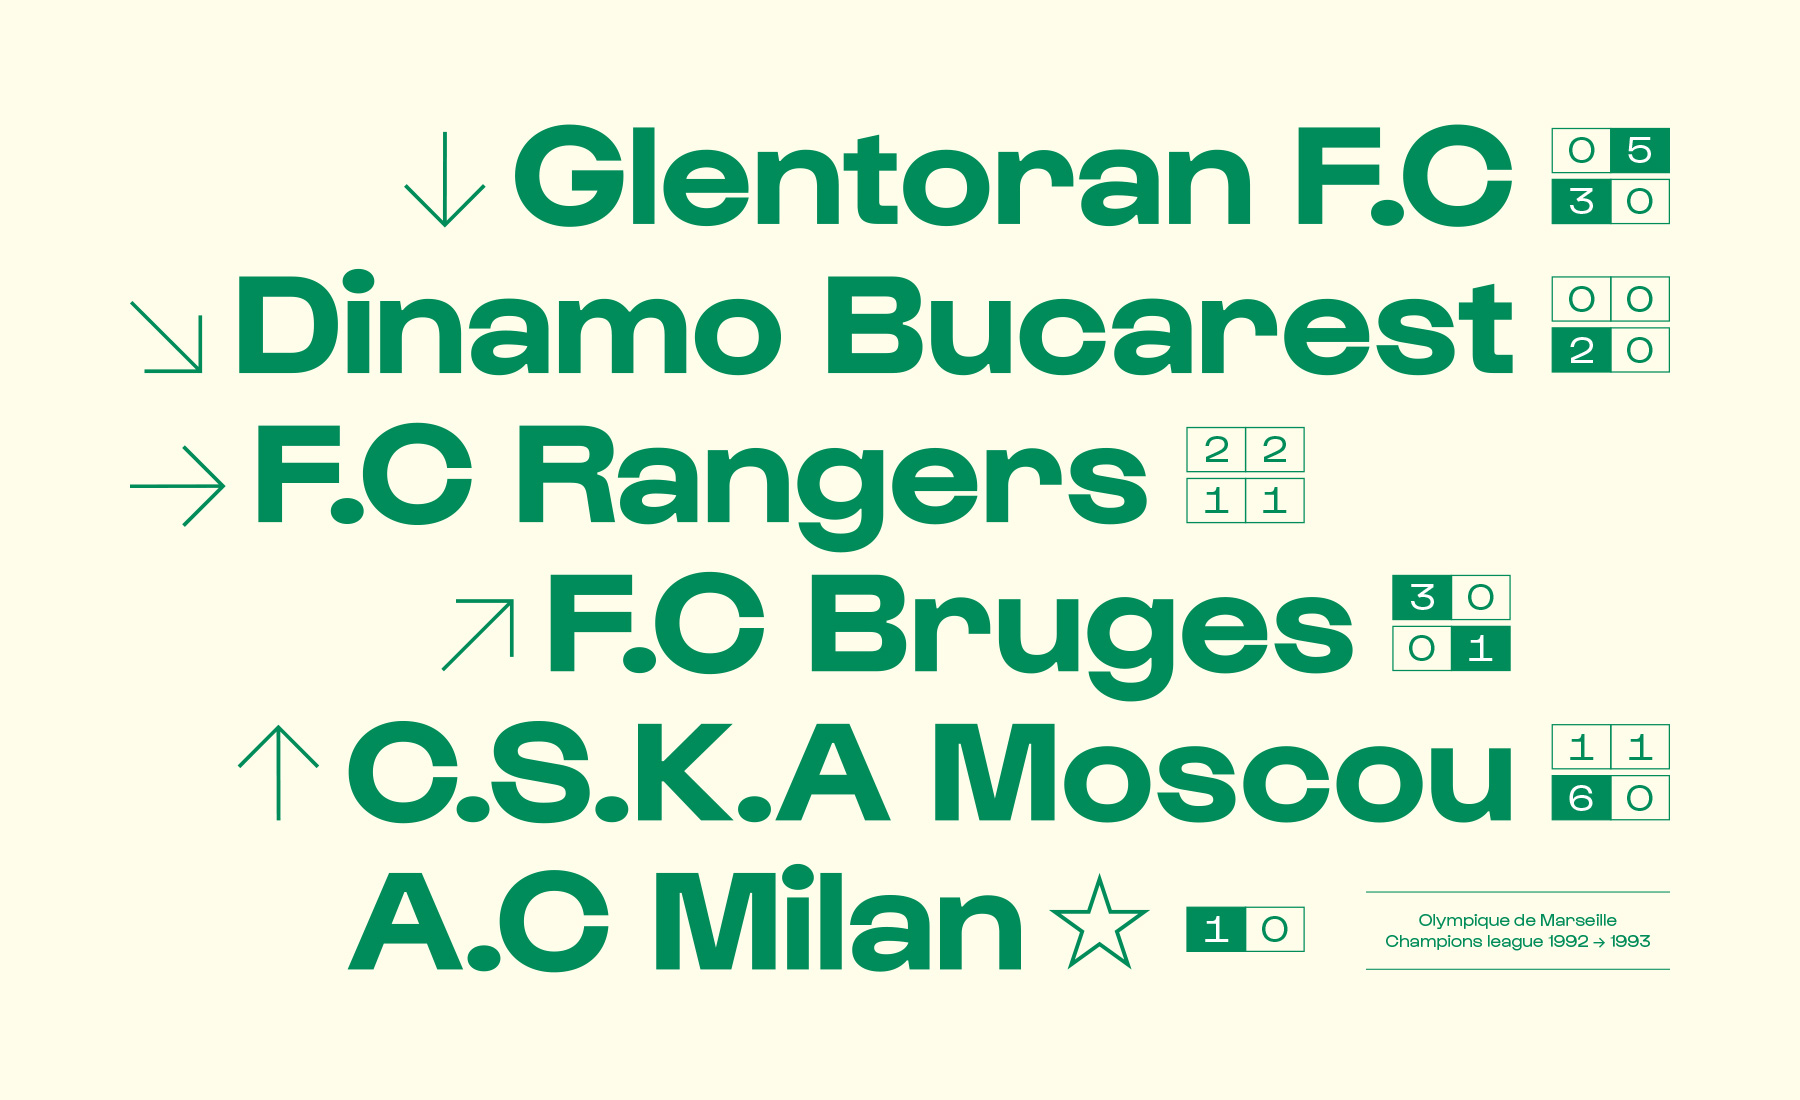 ↓ Glentoran F.C 0 5
3 0
↘ Dinamo Bucarest 0 0
2 0
→ F.C Rangers 2 2
1 1
↗ F.C Bruges 3 0
0 1
↑ C.S.K.A Moscou 1 1
6 0
A.C Milan ☆ 1 0
Olympique de Marseille
Champions league 1992 → 1993